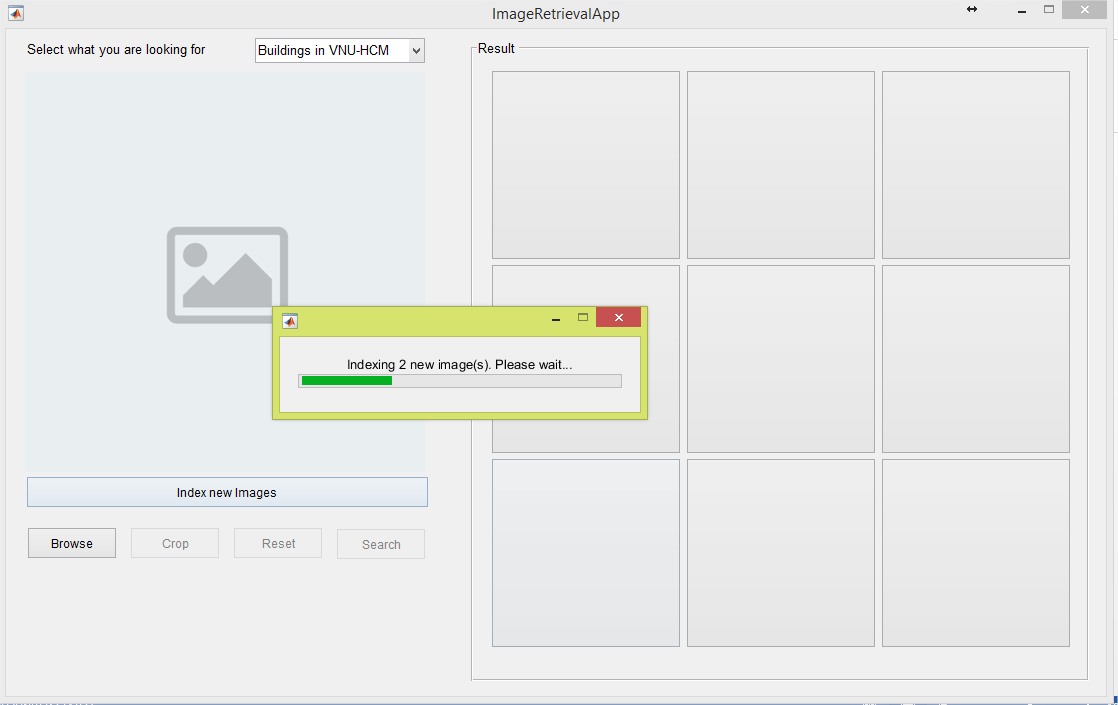 ImageRetrievalApp
Select what you are looking for
Buildings in VNU-HCM
Result
Indexing 2 new image(s). Please wait...
Index new Images
Browse
Crop
Reset
Search